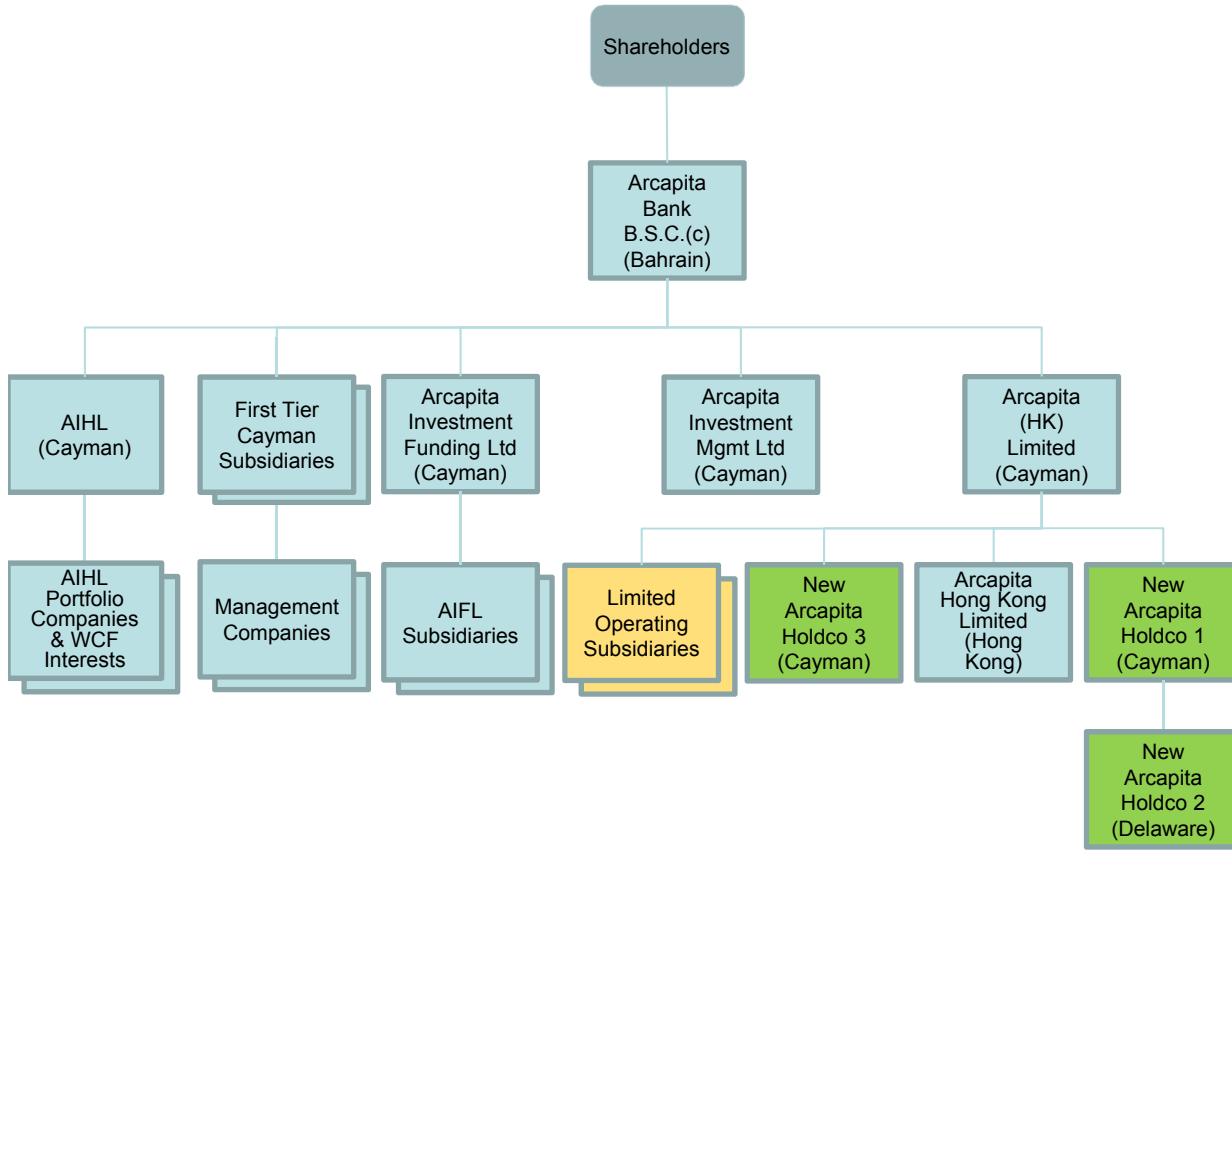 Shareholders
Arcapita
Bank
B.S.C.(c)
(Bahrain)
AIHL
(Cayman)
First Tier
Cayman
Subsidiaries
Arcapita
Investment
Funding Ltd
(Cayman)
Arcapita
Investment
Mgmt Ltd
(Cayman)
Arcapita
(HK)
Limited
(Cayman)
AIHL
Portfolio
Companies
& WCF
Interests
Management
Companies
AIFL
Subsidiaries
Limited
Operating
Subsidiaries
New
Arcapita
Holdco 3
(Cayman)
Arcapita
Hong Kong
Limited
(Hong
Kong)
New
Arcapita
Holdco 1
(Cayman)
New
Arcapita
Holdco 2
(Delaware)